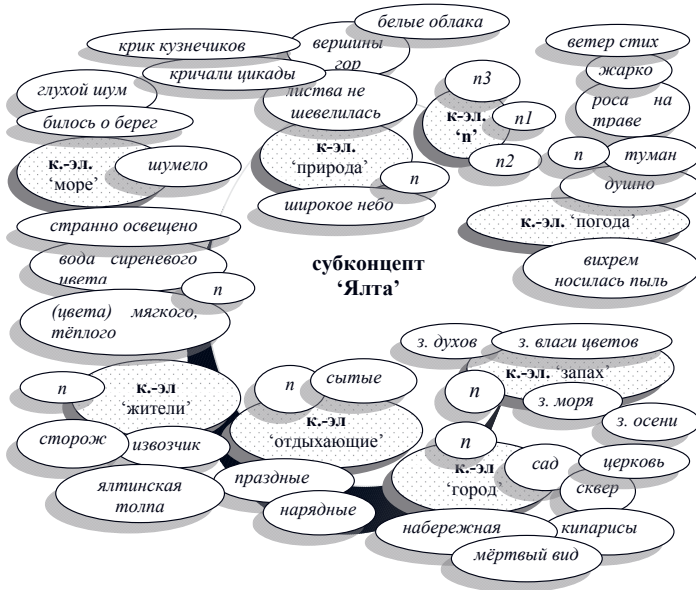 белые облака
крик кузнечиков
вершины
гор
ветер стих
кричали цикады
жарко
глухой шум
листва не
шевелилась
п3
роса на
траве
билось о берег
к-эл.
'n'
п1
к.-эл.
'море'
шумело
к-эл.
'природа'
п
п2
п
туман
душно
широкое небо
странно освещено
к.-эл. 'погода'
вода сиреневого
цвета
п
субконцепт
'Ялта'
вихрем
носилась пыль
(цвета) мягкого,
тёплого
з. духов
з. влаги цветов
к.-эл. 'запах'
п
к.-эл
'жители'
п
сытые
п
з. моря
з. осени
сторож
извозчик
к.-эл
'отдыхающие'
п
к.-эл
'город'
сад
церковь
сквер
ялтинская
толпа
праздные
нарядные
набережная
кипарисы
мёртвый вид